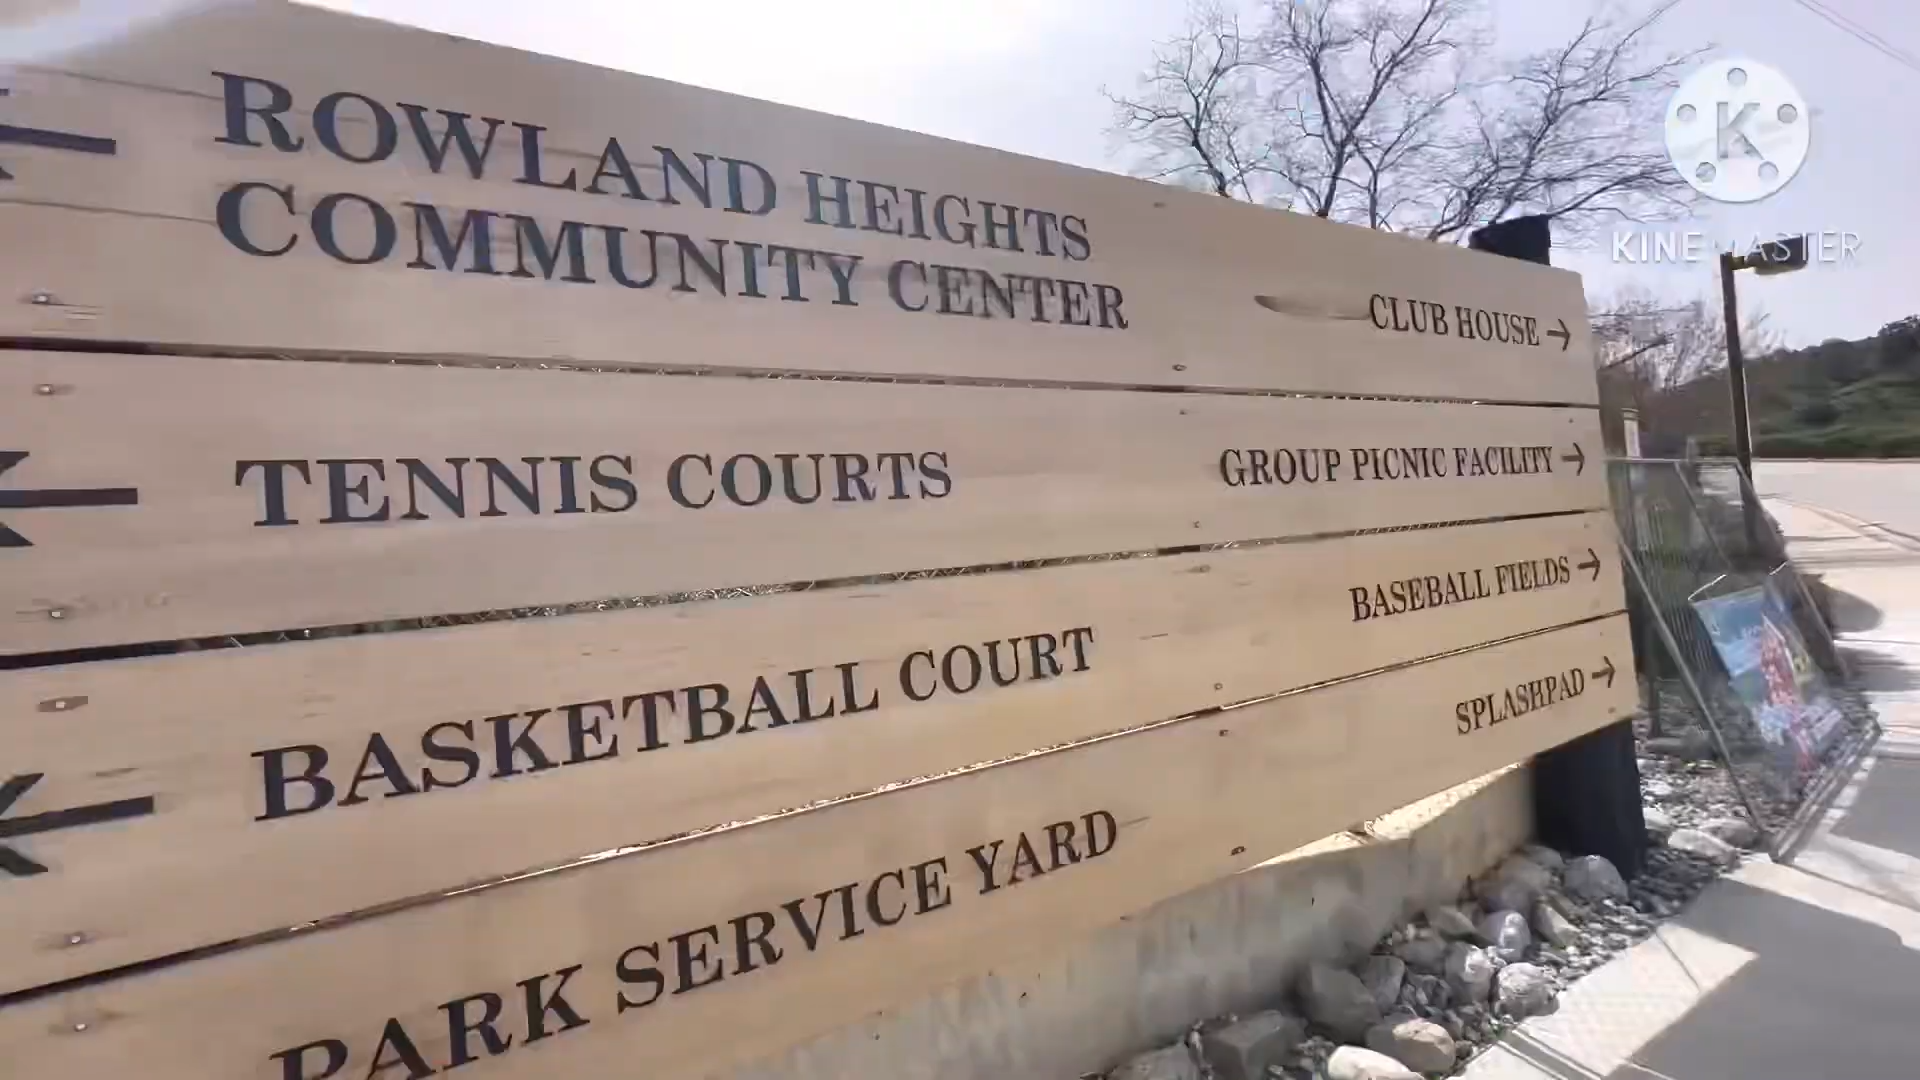 ROWLAND HEIGHTS
COMMUNITY CENTER
TENNIS COURTS
BASKETBALL COURT
PARK SERVICE YARD
CLUB HOUSE →
GROUP PICNIC FACILITY →
BASEBALL FIELDS →
SPLASHPAD →
K
KINEMASTER